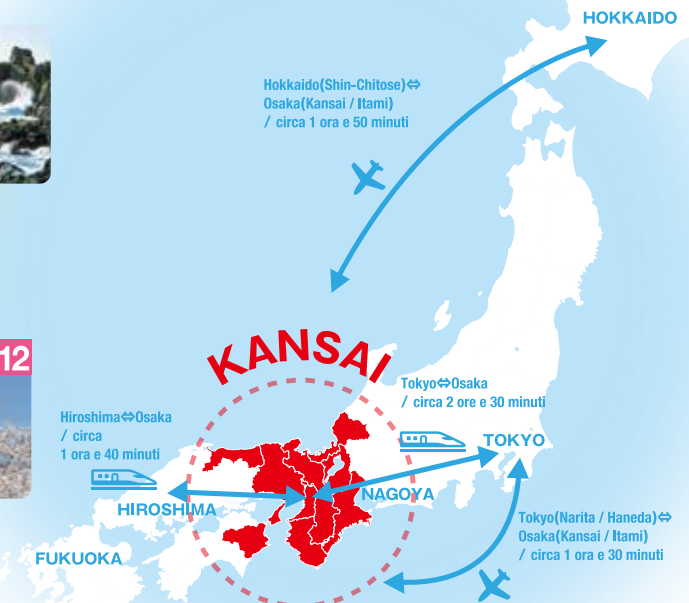 HOKKAIDO
Hokkaido(Shin-Chitose)⇔
Osaka(Kansai / Itami)
/ circa 1 ora e 50 minuti
KANSAI
12
Tokyo⇔Osaka
/ circa 2 ore e 30 minuti
Hiroshima⇔Osaka
/ circa
1 ora e 40 minuti
TOKYO
NAGOYA
HIROSHIMA
Tokyo(Narita / Haneda)⇔
Osaka(Kansai / Itami)
/ circa 1 ora e 30 minuti
FUKUOKA